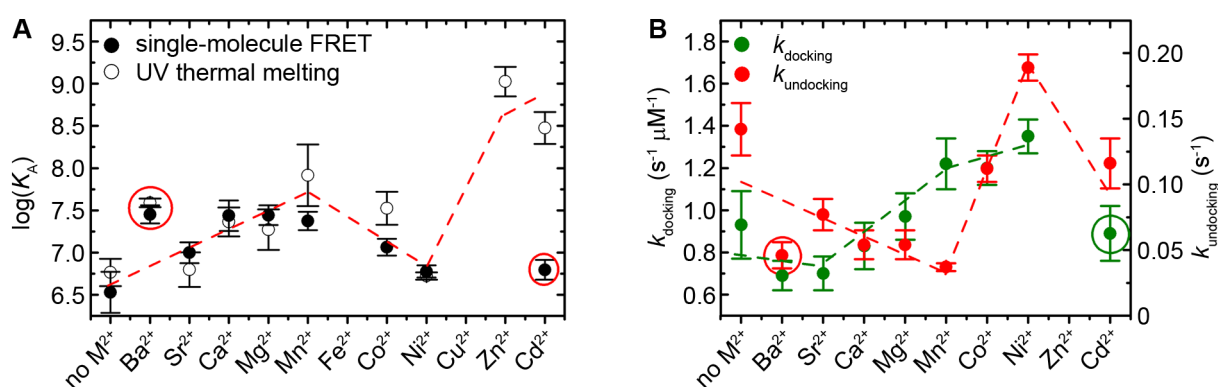 A
single-molecule FRET
UV thermal melting
log(K_A)
9.5
9.0
8.5
8.0
7.5
7.0
6.5
no M²⁺
Ba²⁺
Sr²⁺
Ca²⁺
Mg²⁺
Mn²⁺
Fe²⁺
Co²⁺
Ni²⁺
Cu²⁺
Zn²⁺
Cd²⁺
B
k_docking
k_undocking
k_docking (s⁻¹ μM⁻¹)
1.8
1.6
1.4
1.2
1.0
0.8
0.6
k_undocking (s⁻¹)
0.20
0.15
0.10
0.05
0
no M²⁺
Ba²⁺
Sr²⁺
Ca²⁺
Mg²⁺
Mn²⁺
Co²⁺
Ni²⁺
Zn²⁺
Cd²⁺